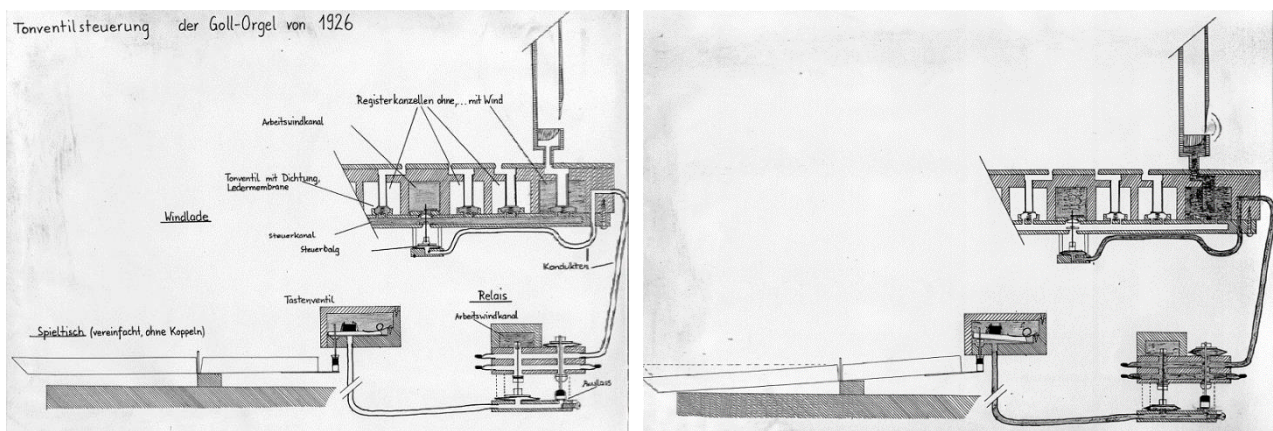 Tonventilsteuerung der Goll-Orgel von 1926
Registerkanzellen ohne,... mit Wind
Arbeitswindkanal
Tonventil mit Dichtung,
Ledermembrane
Windlade
Steuerkanal
Steuerbalg
Kondukten
Tastenventil
Relais
Arbeitswindkanal
Spieltisch (vereinfacht, ohne Koppeln)
Auslass